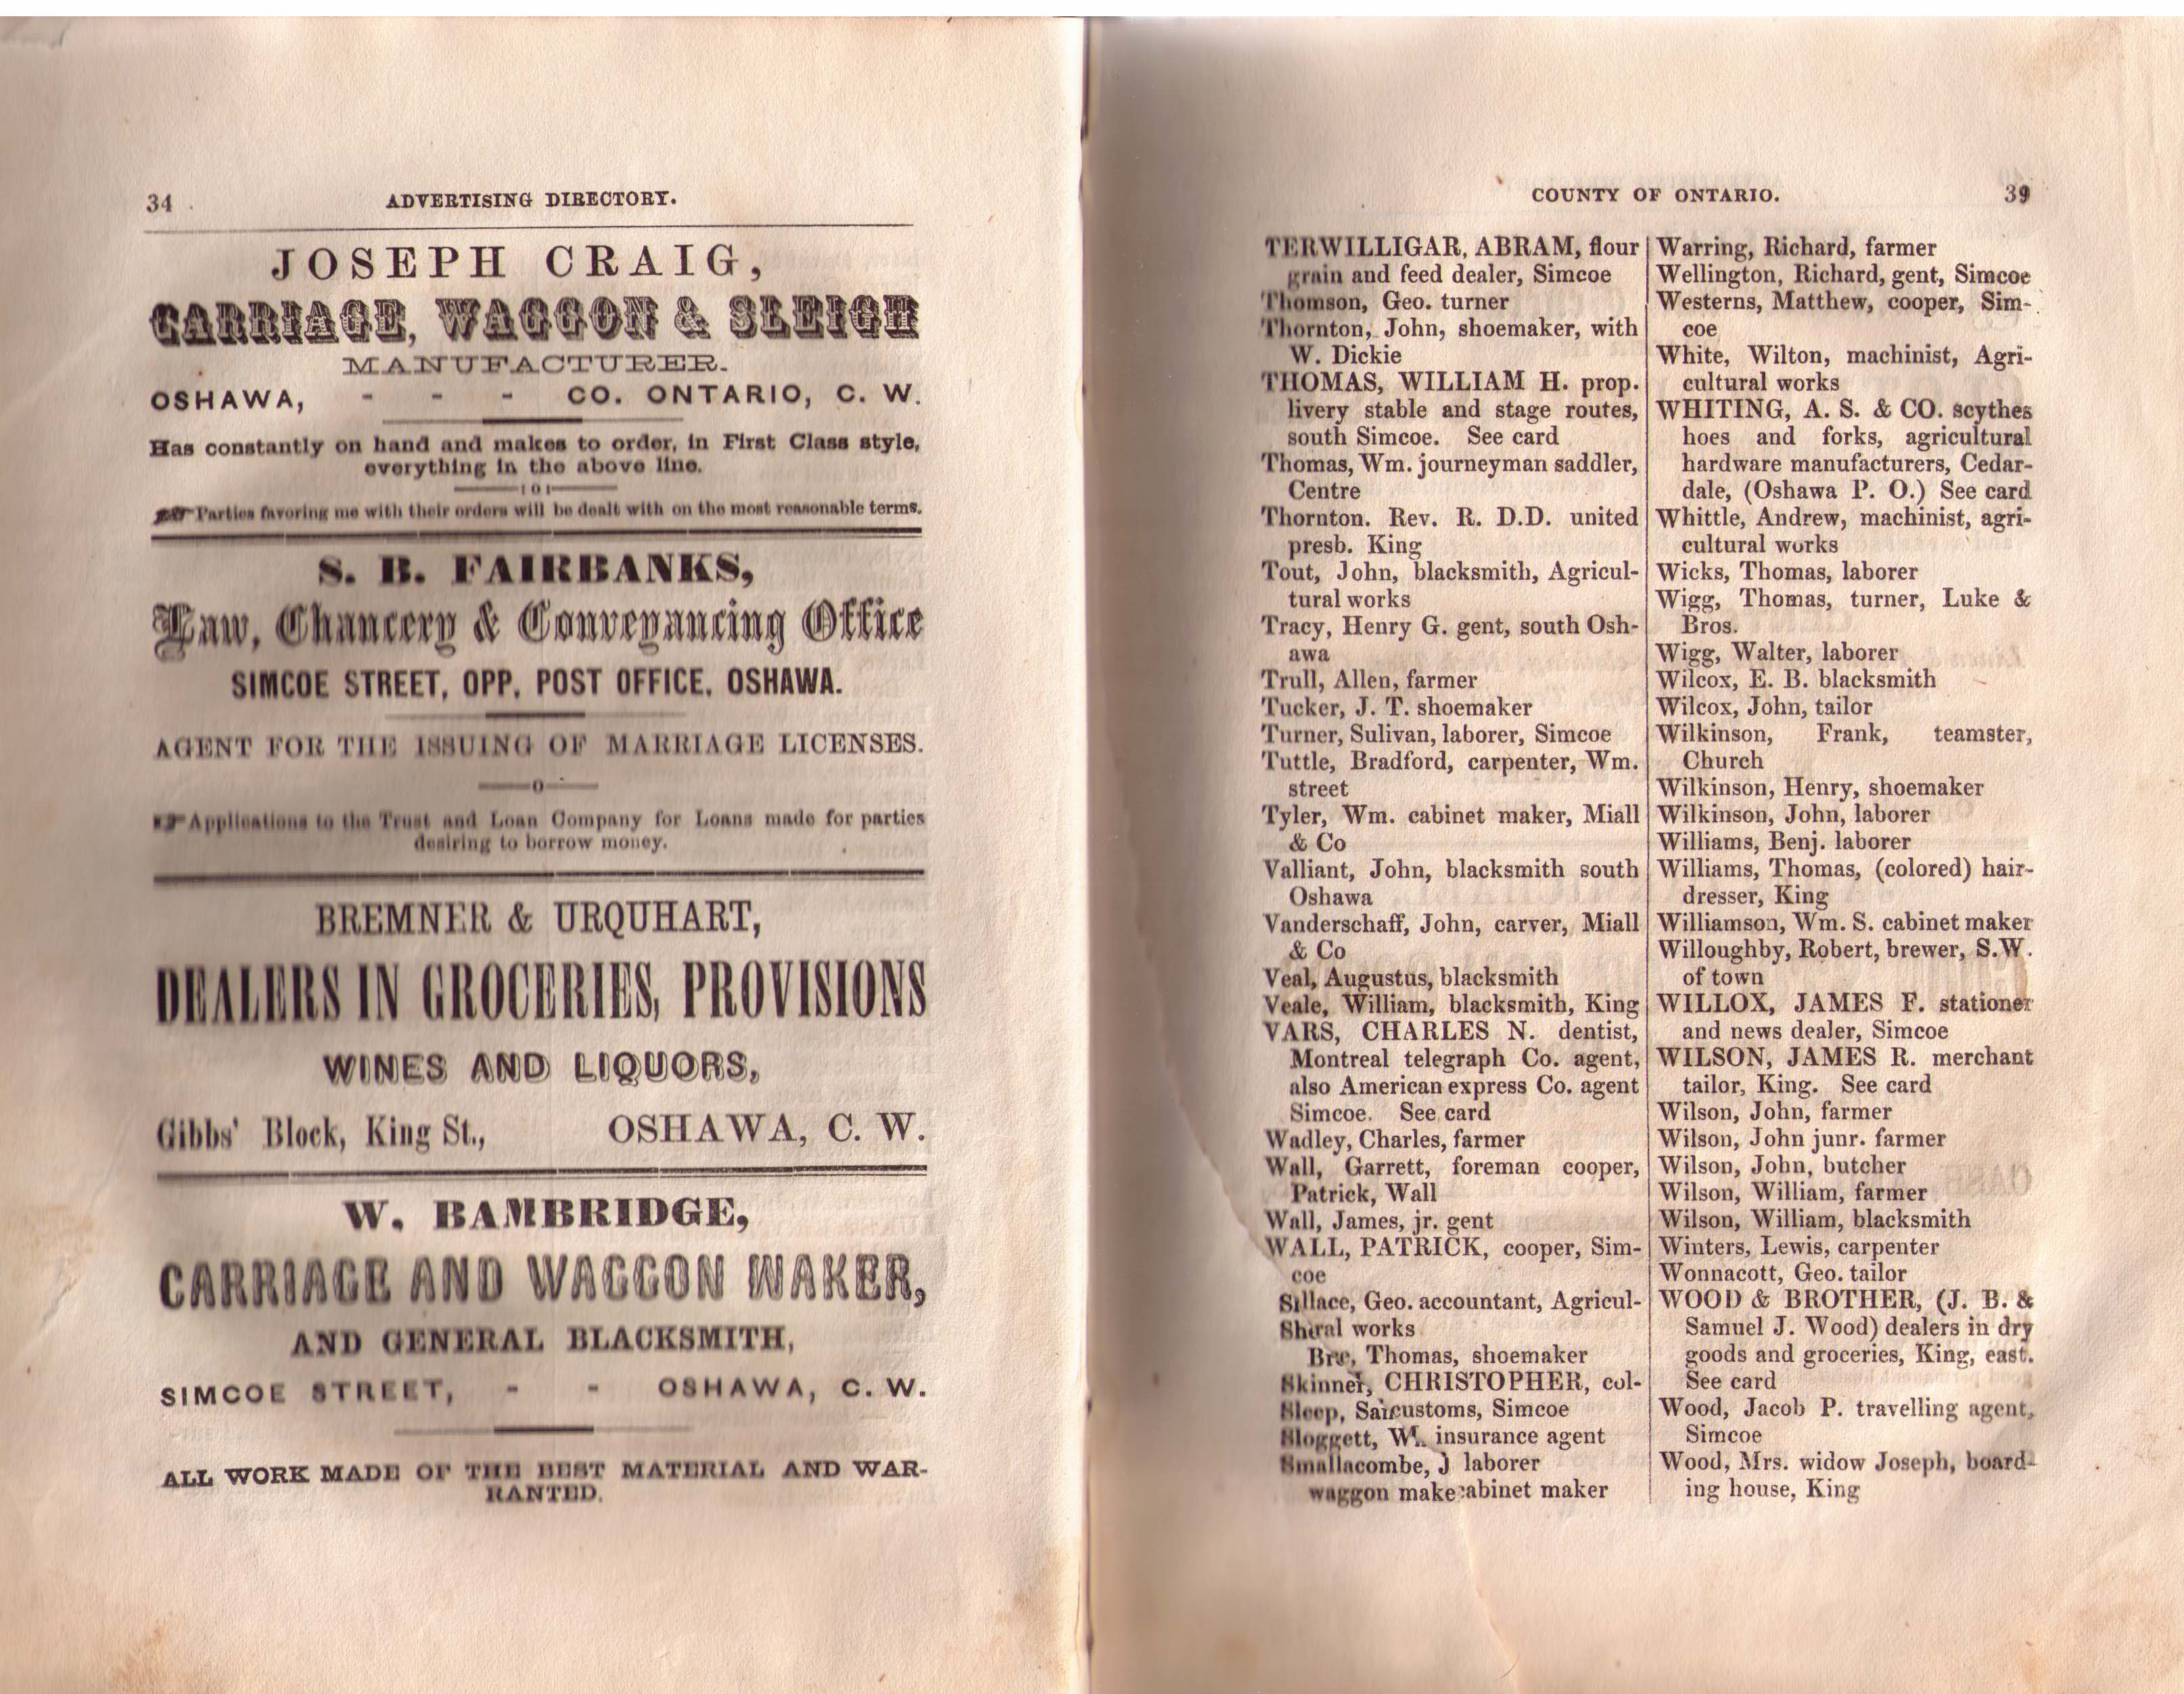 34
ADVERTISING DIRECTORY.
JOSEPH CRAIG,
CARRIAGE, WAGGON & SLEIGH
MANUFACTURER.
OSHAWA, - - - CO. ONTARIO, C. W.
Has constantly on hand and makes to order, in First Class style,
everything in the above line.
Parties favoring me with their orders will be dealt with on the most reasonable terms.
S. B. FAIRBANKS,
Law, Chancery & Conveyancing Office
SIMCOE STREET, OPP. POST OFFICE, OSHAWA.
AGENT FOR THE ISSUING OF MARRIAGE LICENSES.
Applications to the Trust and Loan Company for Loans made for parties
desiring to borrow money.
BREMNER & URQUHART,
DEALERS IN GROCERIES, PROVISIONS
WINES AND LIQUORS,
Gibbs' Block, King St., OSHAWA, C. W.
W. BAMBRIDGE,
CARRIAGE AND WAGGON MAKER,
AND GENERAL BLACKSMITH,
SIMCOE STREET, - - OSHAWA, C. W.
ALL WORK MADE OF THE BEST MATERIAL AND WAR-
RANTED.
COUNTY OF ONTARIO.
39
TERWILLIGAR, ABRAM, flour
grain and feed dealer, Simcoe
Thomson, Geo. turner
Thornton, John, shoemaker, with
W. Dickie
THOMAS, WILLIAM H. prop.
livery stable and stage routes,
south Simcoe. See card
Thomas, Wm. journeyman saddler,
Centre
Thornton. Rev. R. D.D. united
presb. King
Tout, John, blacksmith, Agricul-
tural works
Tracy, Henry G. gent, south Osh-
awa
Trull, Allen, farmer
Tucker, J. T. shoemaker
Turner, Sulivan, laborer, Simcoe
Tuttle, Bradford, carpenter, Wm.
street
Tyler, Wm. cabinet maker, Miall
& Co
Valliant, John, blacksmith south
Oshawa
Vanderschaff, John, carver, Miall
& Co
Veal, Augustus, blacksmith
Veale, William, blacksmith, King
VARS, CHARLES N. dentist,
Montreal telegraph Co. agent,
also American express Co. agent
Simcoe. See card
Wadley, Charles, farmer
Wall, Garrett, foreman cooper,
Patrick, Wall
Wall, James, jr. gent
WALL, PATRICK, cooper, Sim-
coe
Geo. accountant, Agricul-
works
Thomas, shoemaker
Skinner, CHRISTOPHER, col-
Sleep, customs, Simcoe
Sloggett, insurance agent
Smallacombe, J laborer
waggon make cabinet maker
Warring, Richard, farmer
Wellington, Richard, gent, Simcoe
Westerns, Matthew, cooper, Sim-
coe
White, Wilton, machinist, Agri-
cultural works
WHITING, A. S. & CO. scythes
hoes and forks, agricultural
hardware manufacturers, Cedar-
dale, (Oshawa P. O.) See card
Whittle, Andrew, machinist, agri-
cultural works
Wicks, Thomas, laborer
Wigg, Thomas, turner, Luke &
Bros.
Wigg, Walter, laborer
Wilcox, E. B. blacksmith
Wilcox, John, tailor
Wilkinson, Frank, teamster,
Church
Wilkinson, Henry, shoemaker
Wilkinson, John, laborer
Williams, Benj. laborer
Williams, Thomas, (colored) hair-
dresser, King
Williamson, Wm. S. cabinet maker
Willoughby, Robert, brewer, S.W.
of town
WILLOX, JAMES F. stationer
and news dealer, Simcoe
WILSON, JAMES R. merchant
tailor, King. See card
Wilson, John, farmer
Wilson, John junr. farmer
Wilson, John, butcher
Wilson, William, farmer
Wilson, William, blacksmith
Winters, Lewis, carpenter
Wonnacott, Geo. tailor
WOOD & BROTHER, (J. B. &
Samuel J. Wood) dealers in dry
goods and groceries, King, east.
See card
Wood, Jacob P. travelling agent,
Simcoe
Wood, Mrs. widow Joseph, board-
ing house, King